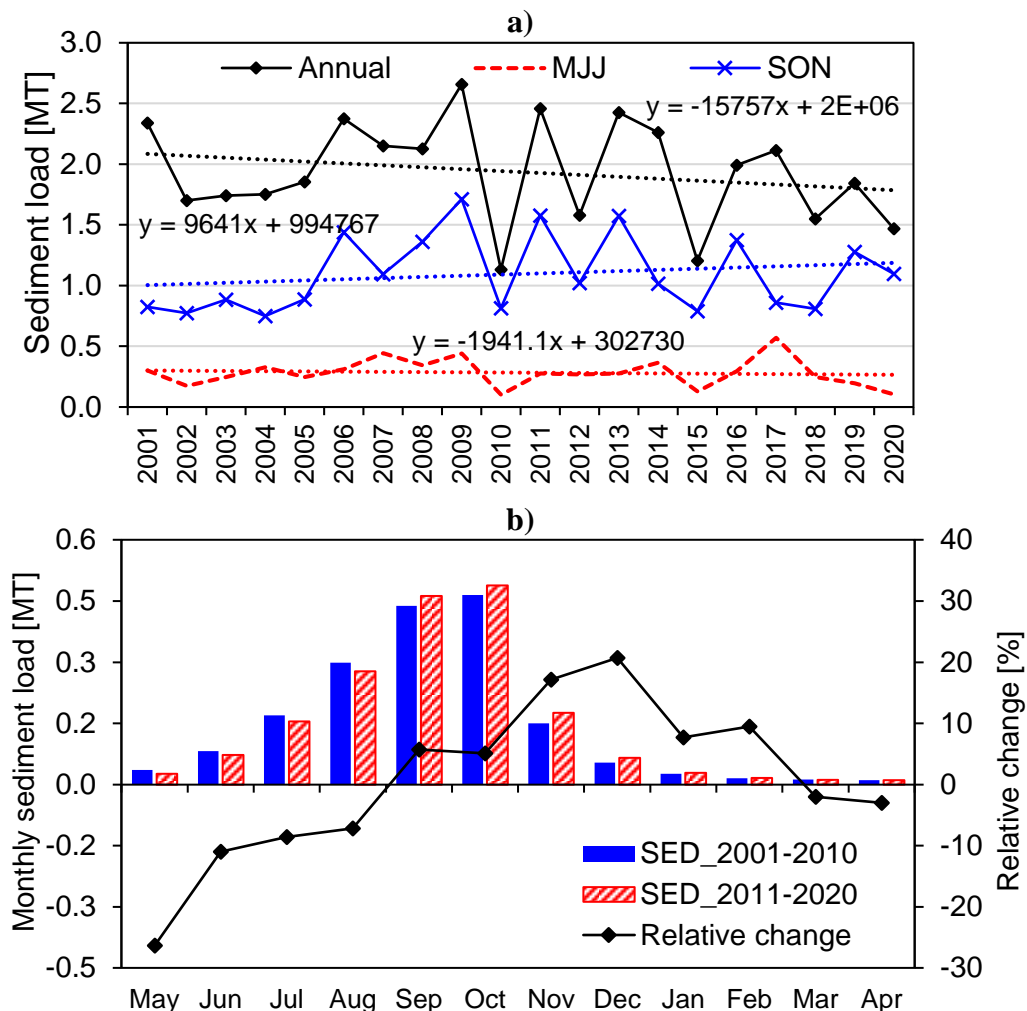 a)
Sediment load [MT]
3.0
2.5
2.0
1.5
1.0
0.5
0.0
Annual MJJ SON
y = -15757x + 2E+06
y = 9641x + 994767
y = -1941.1x + 302730
2001 2002 2003 2004 2005 2006 2007 2008 2009 2010 2011 2012 2013 2014 2015 2016 2017 2018 2019 2020
b)
Monthly sediment load [MT]
0.6
0.5
0.3
0.2
0.0
-0.2
-0.3
-0.5
40
30
20
10
0
-10
-20
-30
Relative change [%]
SED_2001-2010
SED_2011-2020
Relative change
May Jun Jul Aug Sep Oct Nov Dec Jan Feb Mar Apr